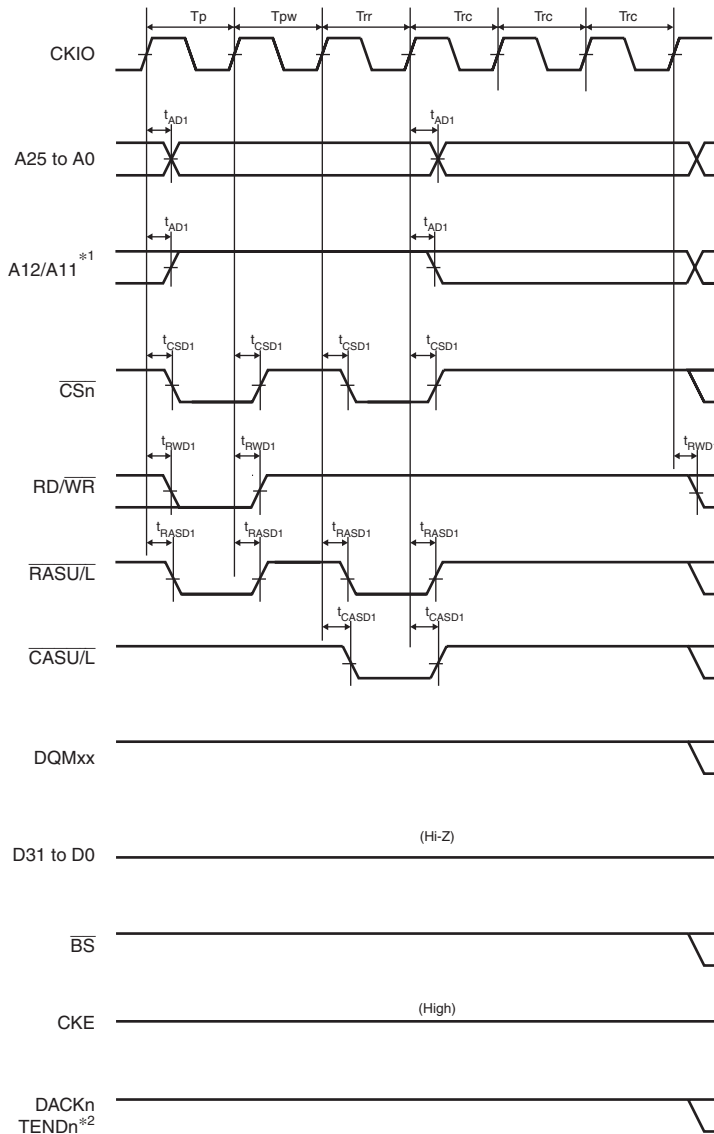 Tp Tpw Trr Trc Trc Trc
CKIO
tAD1 tAD1
A25 to A0
tAD1 tAD1
A12/A11*1
tCSD1 tCSD1 tCSD1 tCSD1
CSn
tRWD1 tRWD1 tRWD1
RD/WR
tRASD1 tRASD1 tRASD1 tRASD1
RASU/L
tCASD1 tCASD1
CASU/L
DQMxx
(Hi-Z)
D31 to D0
BS
(High)
CKE
DACKn
TENDn*2